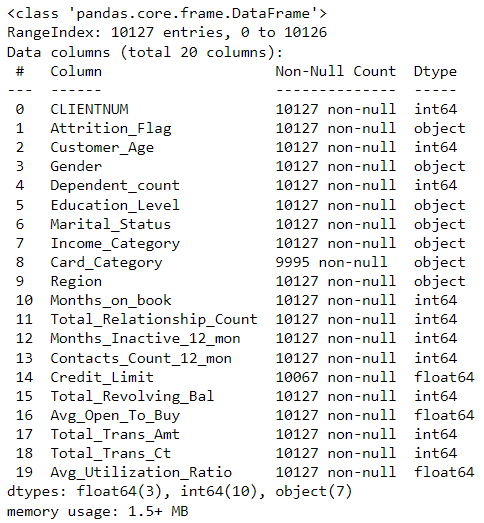 <class 'pandas.core.frame.DataFrame'>
RangeIndex: 10127 entries, 0 to 10126
Data columns (total 20 columns):
 #   Column                    Non-Null Count  Dtype
---  ------                    --------------  -----
 0   CLIENTNUM                 10127 non-null  int64
 1   Attrition_Flag            10127 non-null  object
 2   Customer_Age              10127 non-null  int64
 3   Gender                    10127 non-null  object
 4   Dependent_count           10127 non-null  int64
 5   Education_Level           10127 non-null  object
 6   Marital_Status            10127 non-null  object
 7   Income_Category           10127 non-null  object
 8   Card_Category             9995 non-null   object
 9   Region                    10127 non-null  object
 10  Months_on_book            10127 non-null  int64
 11  Total_Relationship_Count  10127 non-null  int64
 12  Months_Inactive_12_mon    10127 non-null  int64
 13  Contacts_Count_12_mon     10127 non-null  int64
 14  Credit_Limit              10067 non-null  float64
 15  Total_Revolving_Bal       10127 non-null  int64
 16  Avg_Open_To_Buy           10127 non-null  float64
 17  Total_Trans_Amt           10127 non-null  int64
 18  Total_Trans_Ct            10127 non-null  int64
 19  Avg_Utilization_Ratio     10127 non-null  float64
dtypes: float64(3), int64(10), object(7)
memory usage: 1.5+ MB